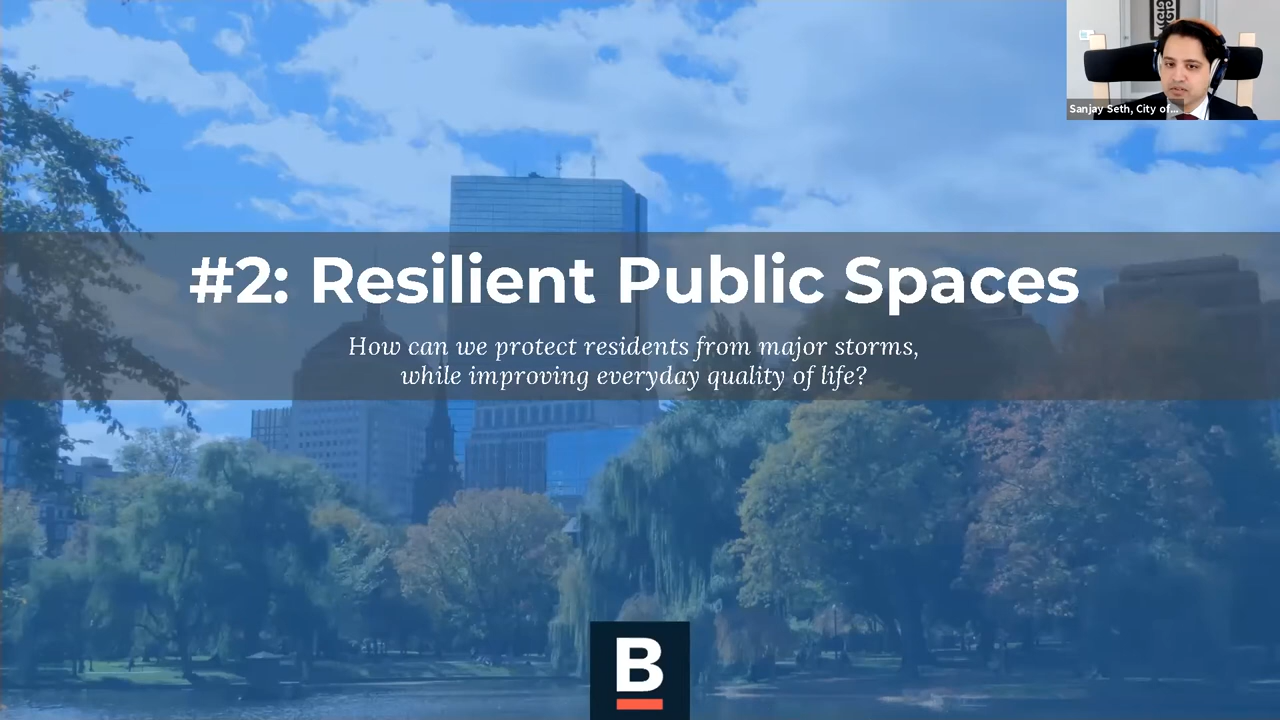 Sanjay Seth, City of...
#2: Resilient Public Spaces
How can we protect residents from major storms,
while improving everyday quality of life?
B